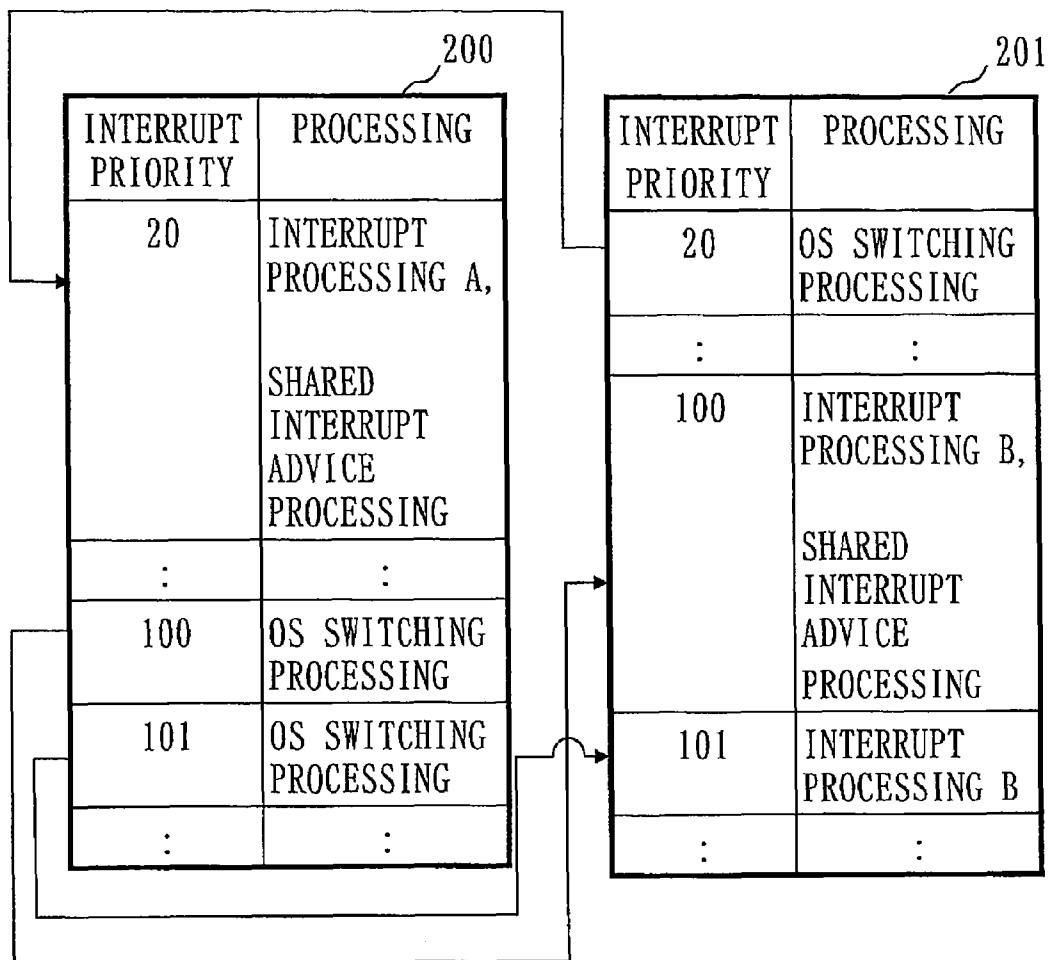 200
INTERRUPT PRIORITY
PROCESSING
20
INTERRUPT
PROCESSING A,
SHARED
INTERRUPT
ADVICE
PROCESSING
:
:
100
OS SWITCHING
PROCESSING
101
OS SWITCHING
PROCESSING
:
:
201
INTERRUPT PRIORITY
PROCESSING
20
OS SWITCHING
PROCESSING
:
:
100
INTERRUPT
PROCESSING B,
SHARED
INTERRUPT
ADVICE
PROCESSING
101
INTERRUPT
PROCESSING B
:
: